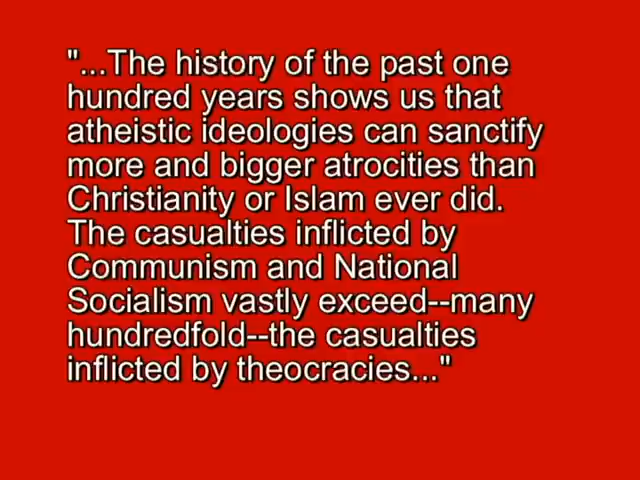 "...The history of the past one
hundred years shows us that
atheistic ideologies can sanctify
more and bigger atrocities than
Christianity or Islam ever did.
The casualties inflicted by
Communism and National
Socialism vastly exceed--many
hundredfold--the casualties
inflicted by theocracies..."